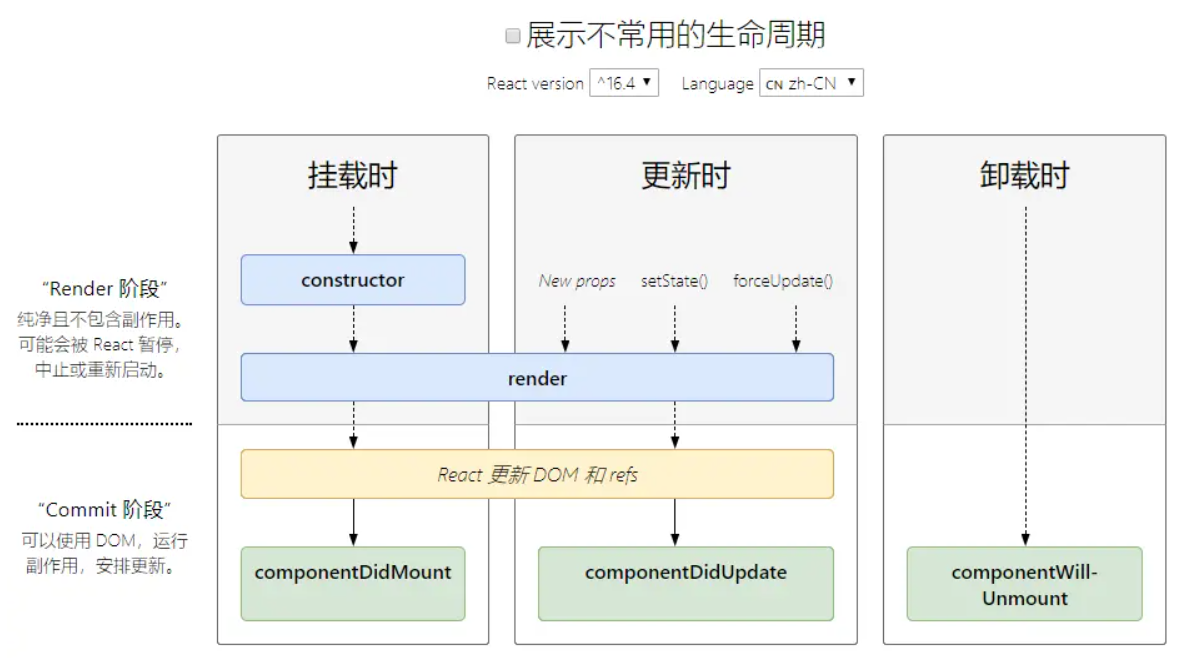 展示不常用的生命周期
React version ^16.4 Language CN zh-CN
挂载时
更新时
卸载时
“Render 阶段”
纯净且不包含副作用。
可能会被 React 暂停，
中止或重新启动。
constructor
New props setState() forceUpdate()
render
“Commit 阶段”
可以使用 DOM，运行
副作用，安排更新。
React 更新 DOM 和 refs
componentDidMount
componentDidUpdate
componentWill-
Unmount